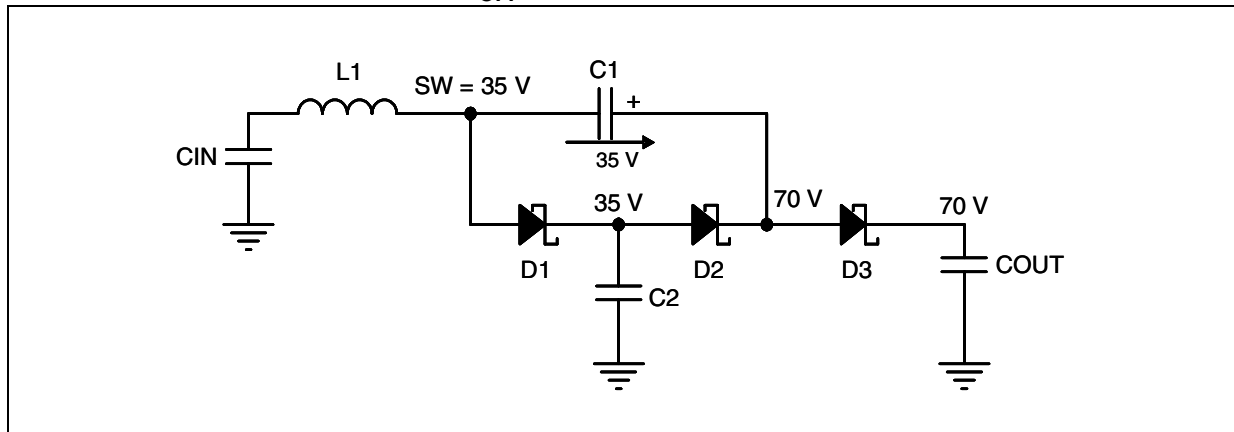 L1
SW = 35 V
C1
+
35 V
CIN
35 V
70 V
70 V
D1
D2
D3
COUT
C2